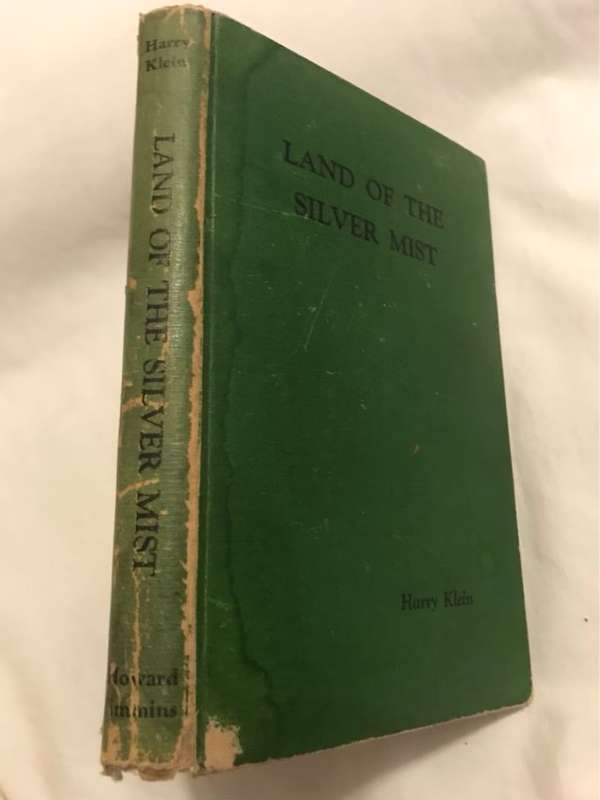 Harry
Klein
LAND OF THE SILVER MIST
Howard
LAND OF THE
SILVER MIST
Harry Klein